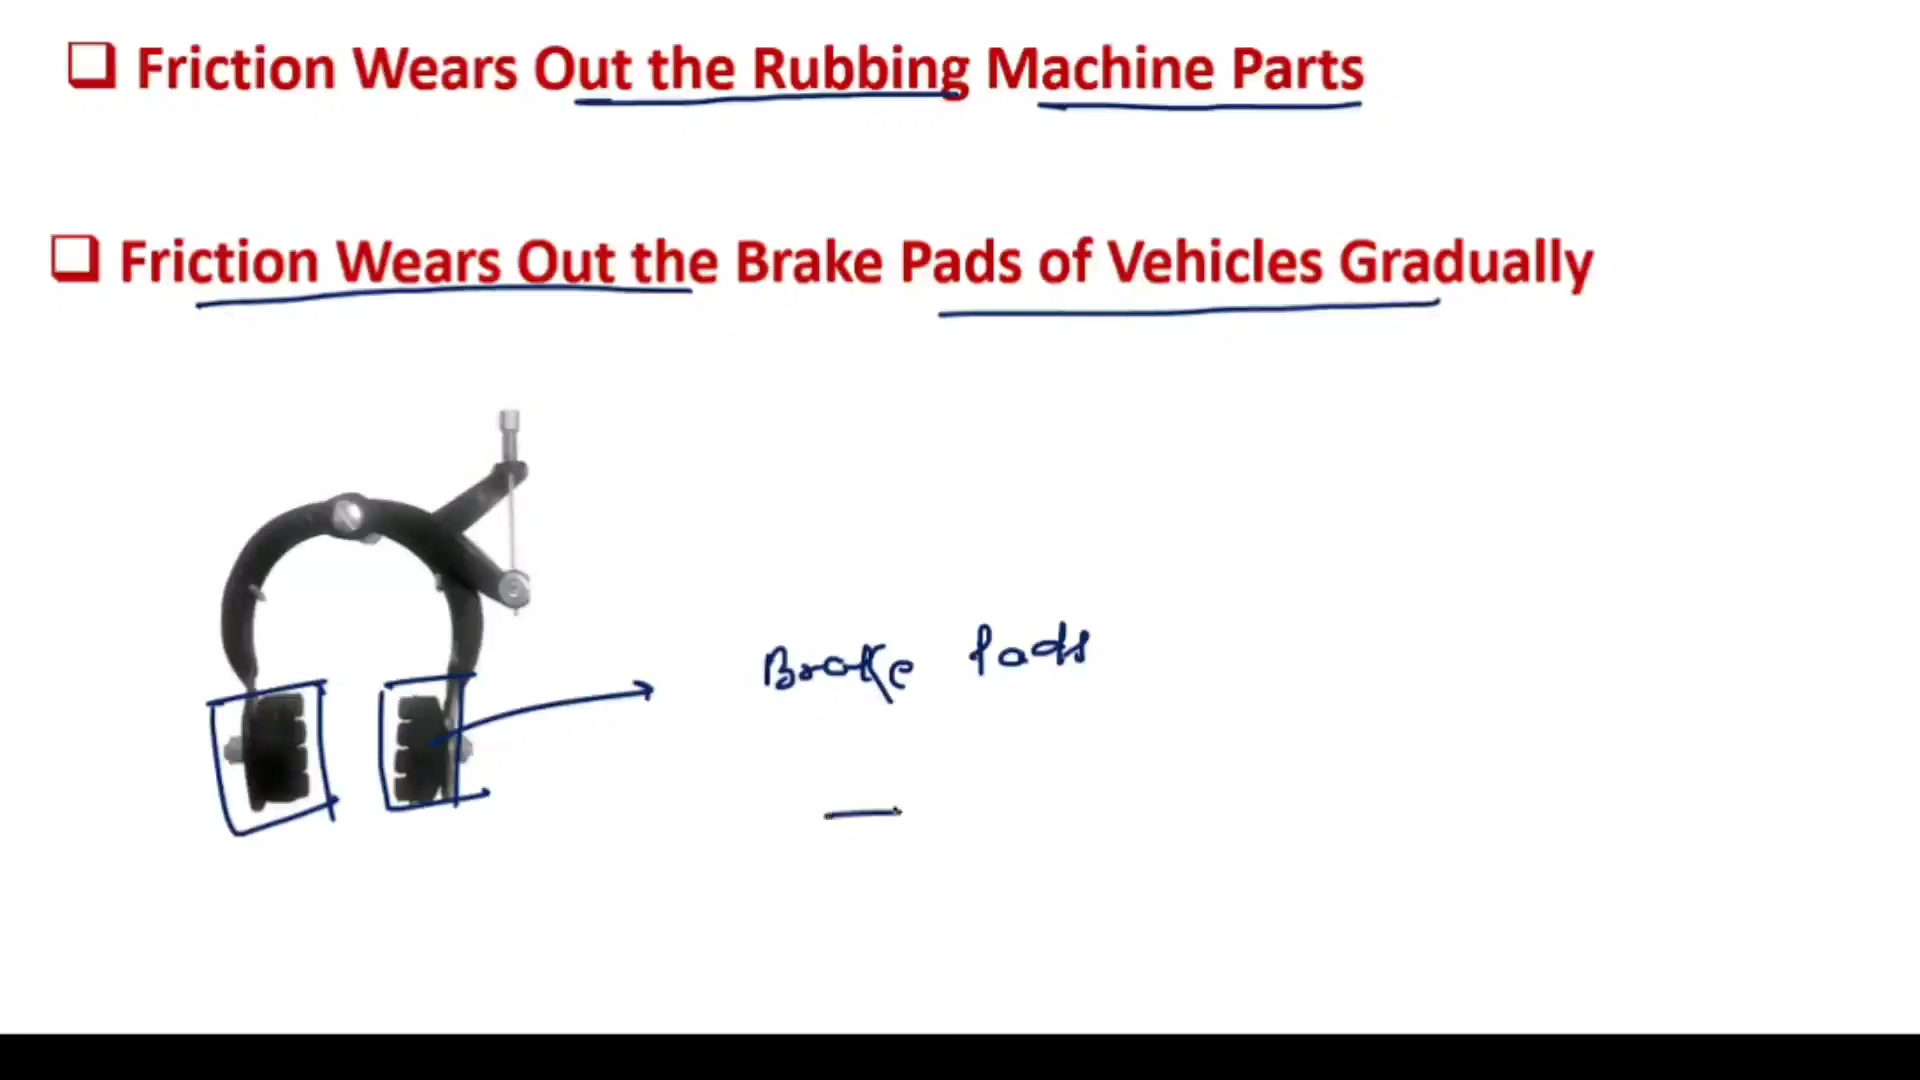 Friction Wears Out the Rubbing Machine Parts
Friction Wears Out the Brake Pads of Vehicles Gradually
Brake Pads